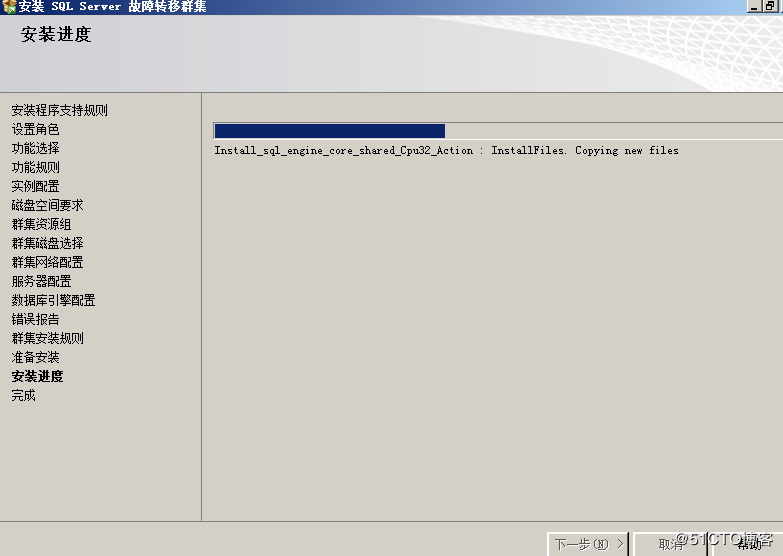 安装 SQL Server 故障转移群集
安装进度
安装程序支持规则
设置角色
功能选择
功能规则
实例配置
磁盘空间要求
群集资源组
群集磁盘选择
群集网络配置
服务器配置
数据库引擎配置
错误报告
群集安装规则
准备安装
安装进度
完成
Install_sql_engine_core_shared_Cpu32_Action : InstallFiles. Copying new files
下一步(N) >
取消
帮助
@51CTO博客